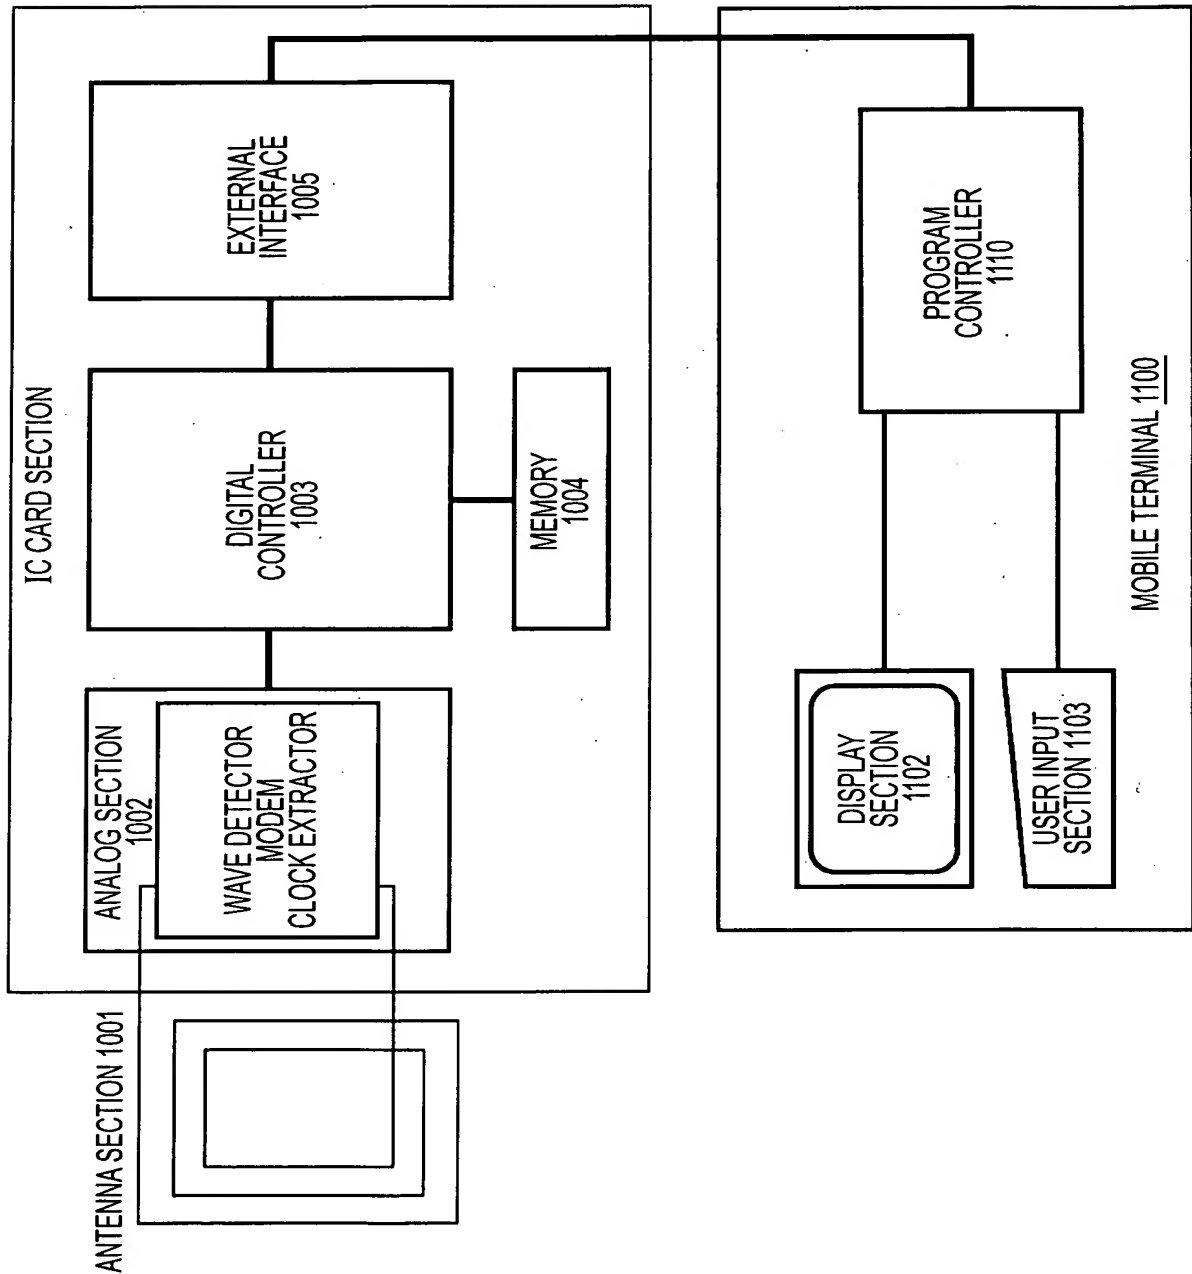 IC CARD SECTION
ANTENNA SECTION 1001
ANALOG SECTION
1002
WAVE DETECTOR
MODEM
CLOCK EXTRACTOR
DIGITAL
CONTROLLER
1003
EXTERNAL
INTERFACE
1005
MEMORY
1004
DISPLAY
SECTION
1102
USER INPUT
SECTION 1103
PROGRAM
CONTROLLER
1110
MOBILE TERMINAL 1100